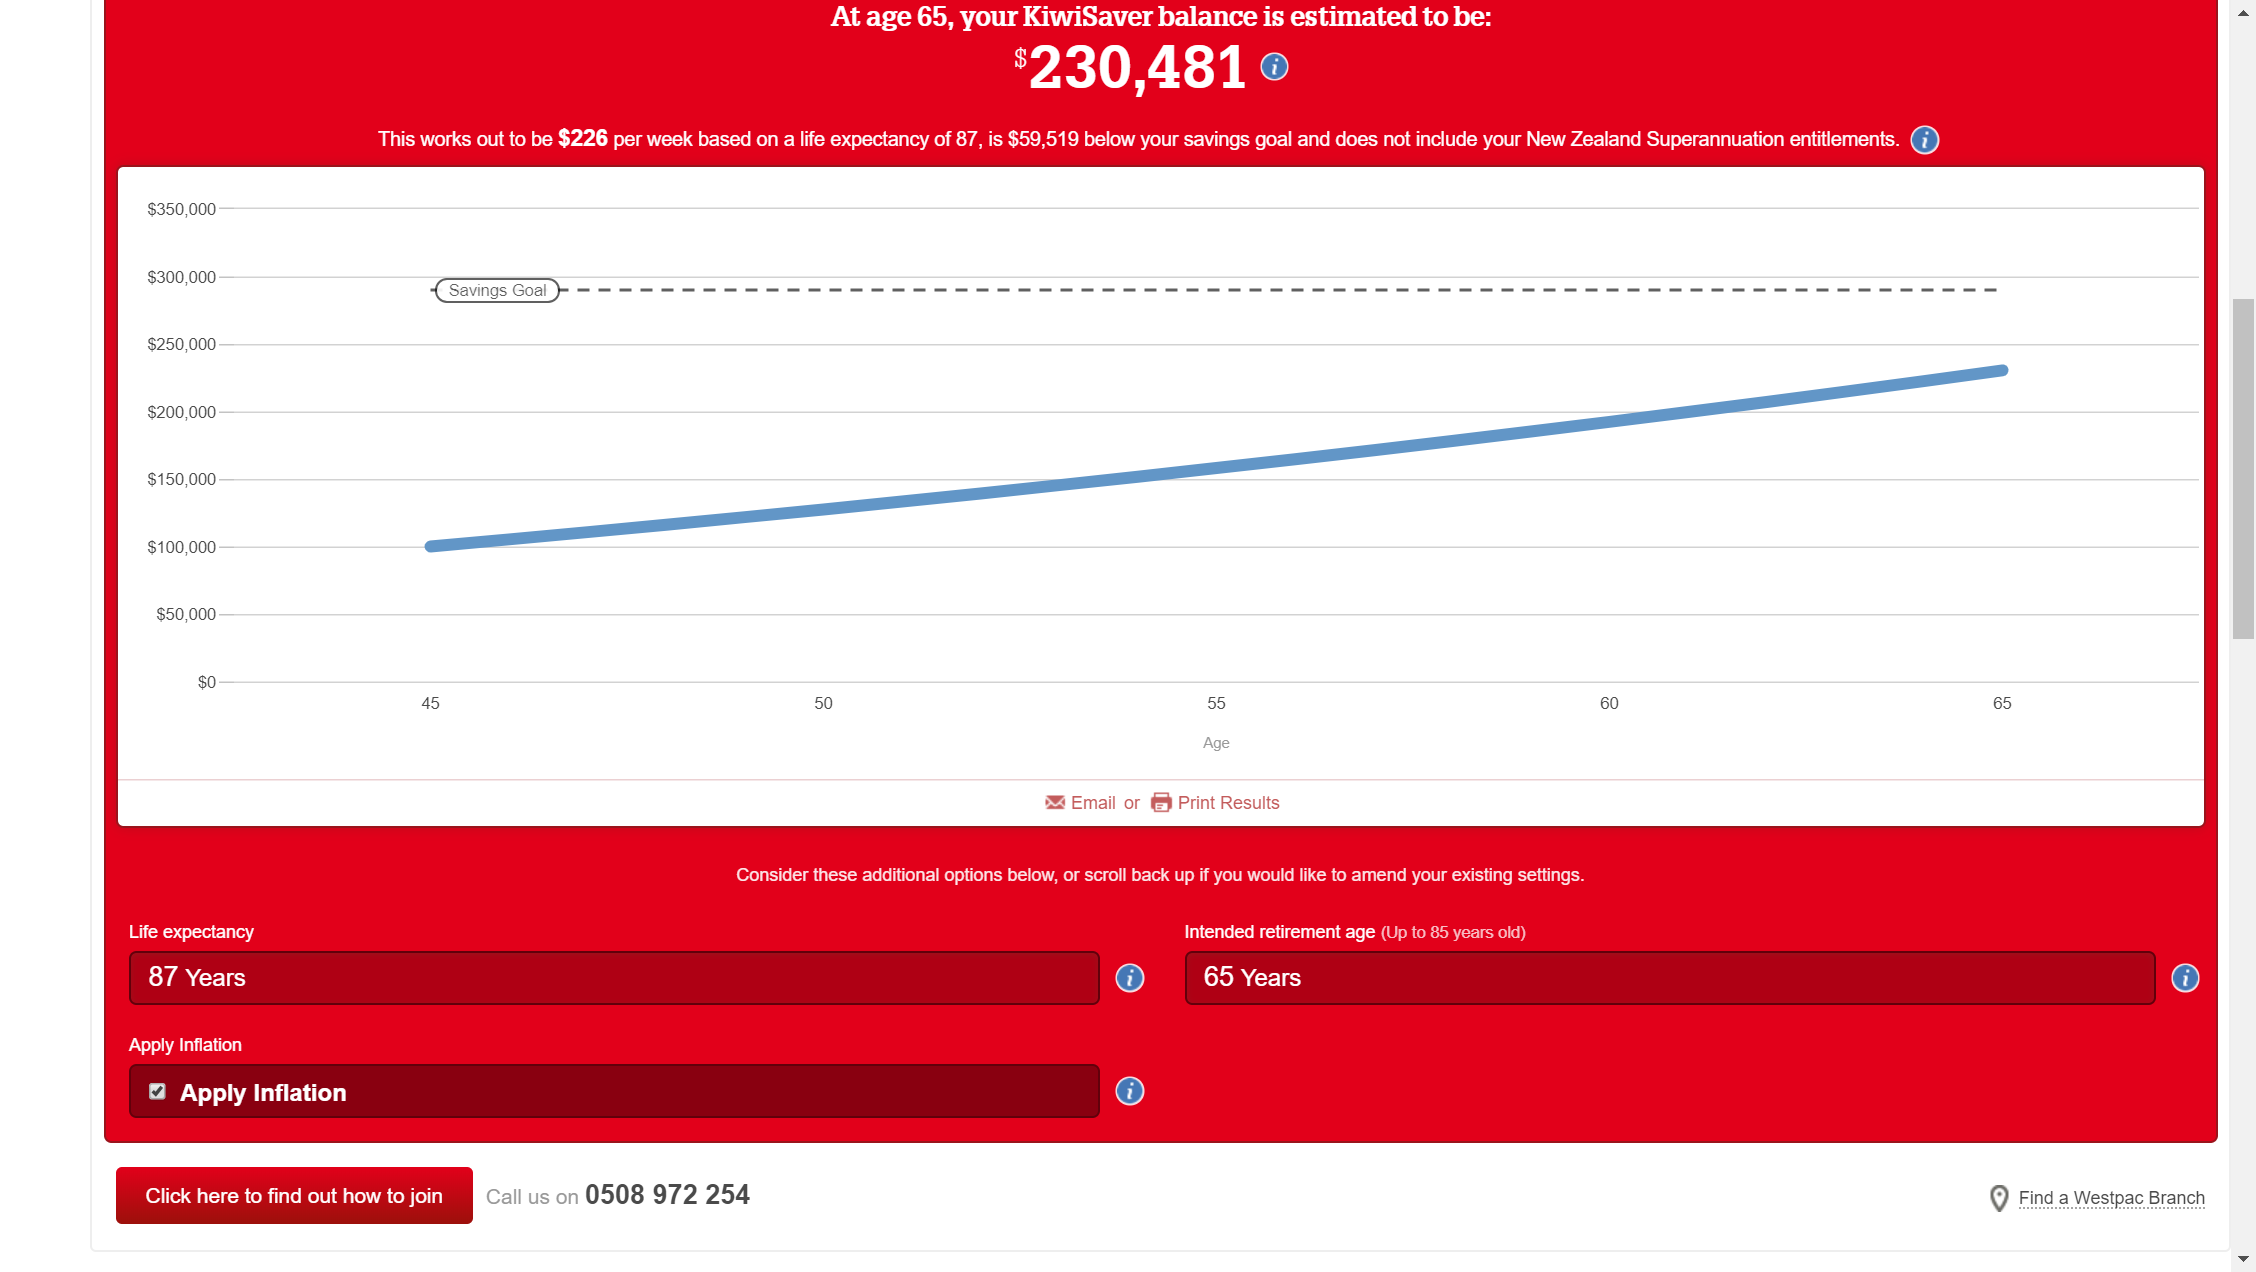 At age 65, your KiwiSaver balance is estimated to be:
$230,481
This works out to be $226 per week based on a life expectancy of 87, is $59,519 below your savings goal and does not include your New Zealand Superannuation entitlements.
$350,000
$300,000
Savings Goal
$250,000
$200,000
$150,000
$100,000
$50,000
$0
45 50 55 60 65
Age
Email or Print Results
Consider these additional options below, or scroll back up if you would like to amend your existing settings.
Life expectancy
87 Years
Intended retirement age (Up to 85 years old)
65 Years
Apply Inflation
Apply Inflation
Click here to find out how to join
Call us on 0508 972 254
Find a Westpac Branch